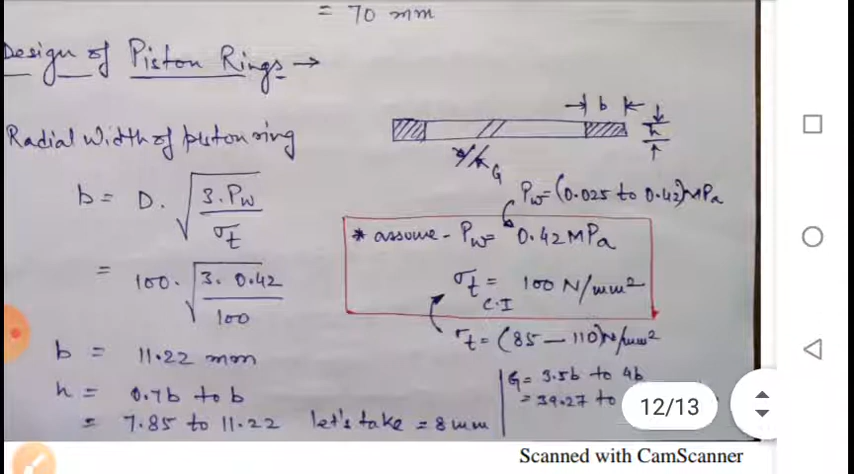 = 70 mm
Design of Piston Rings →
Radial Width of piston ring
b
h
G
b = D. √(3.Pw / σt)
Pw = (0.025 to 0.42) MPa
* assume - Pw = 0.42 MPa
= 100. √(3. 0.42 / 100)
σt = 100 N/mm²
C.I
σt = (85 — 110) N/mm²
b = 11.22 mm
h = 0.7b to b
G = 3.5b to 4b
= 39.27 to
= 7.85 to 11.22 let's take = 8mm
12/13
Scanned with CamScanner